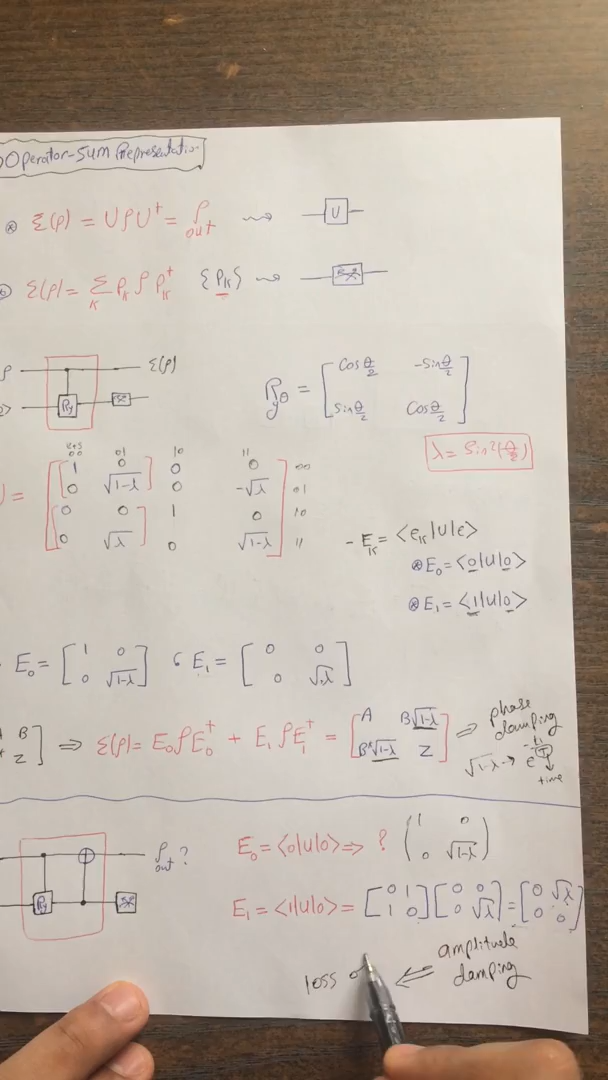 Operator-Sum Representation
⊛ ℰ(ρ) = UρU† = ρout ⇝ U
ℰ(ρ) = ∑K PK ρ PK† {PK} ⇝
ρ ℰ(ρ)
Ry
Ryθ = [ Cos θ/2 -Sin θ/2
Sin θ/2 Cos θ/2 ]
λ = Sin²(θ/2)
00 01 10 11
) = [ 1 0 0 0 00
0 √1-λ 0 -√λ 01
0 0 1 0 10
0 √λ 0 √1-λ ] 11
- EK = <eK|U|e>
⊛ E0 = <0|U|0>
⊛ E1 = <1|U|0>
E0 = [ 1 0
0 √1-λ ] , E1 = [ 0 0
0 √λ ]
B
* Z ] ⇒ ℰ(ρ) = E0ρE0† + E1ρE1† = [ A B√1-λ
B*√1-λ Z ] ⇒ phase damping
√1-λ → e
time
Ry
ρout ?
E0 = <0|U|0> ⇒ ? ( 1 0
0 √1-λ )
E1 = <1|U|0> = [ 0 1
1 0 ] [ 0 0
0 √λ ] = [ 0 √λ
0 0 ]
amplitude damping
loss o